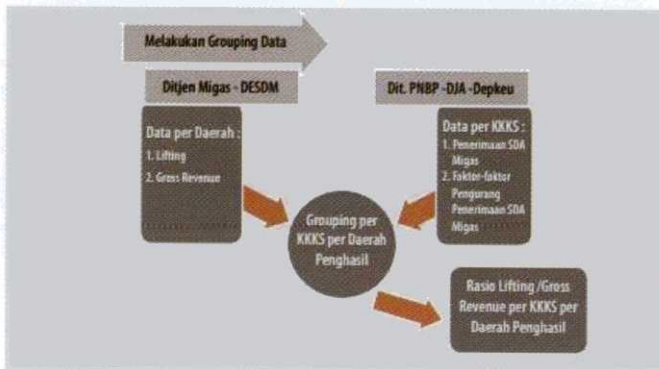 Melakukan Grouping Data
Ditjen Migas - DESDM
Dit. PNBP -DJA -Depkeu
Data per Daerah :
1. Lifting
2. Gross Revenue
Data per KKKS :
1. Penerimaan SDA
Migas
2. Faktor-faktor
Pengurang
Penerimaan SDA
Migas
Grouping per
KKKS per Daerah
Penghasil
Rasio Lifting /Gross
Revenue per KKKS per
Daerah Penghasil